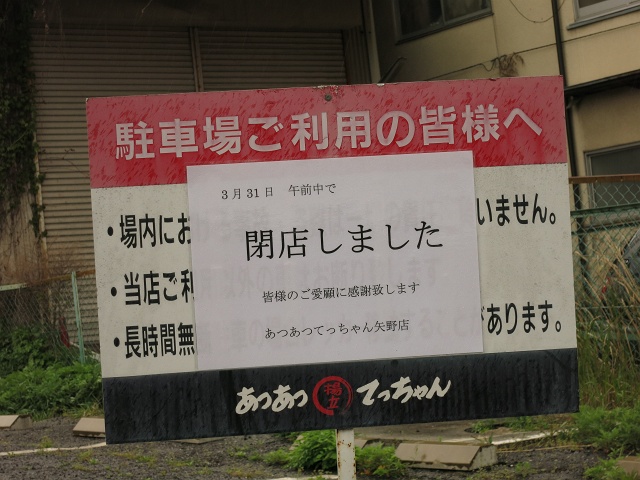 駐車場ご利用の皆様へ
・場内にお
いません。
・当店ご利
・長時間無
があります。
3月31日 午前中で
閉店しました
皆様のご愛顧に感謝致します
あつあつてっちゃん矢野店
あつあつ てっちゃん